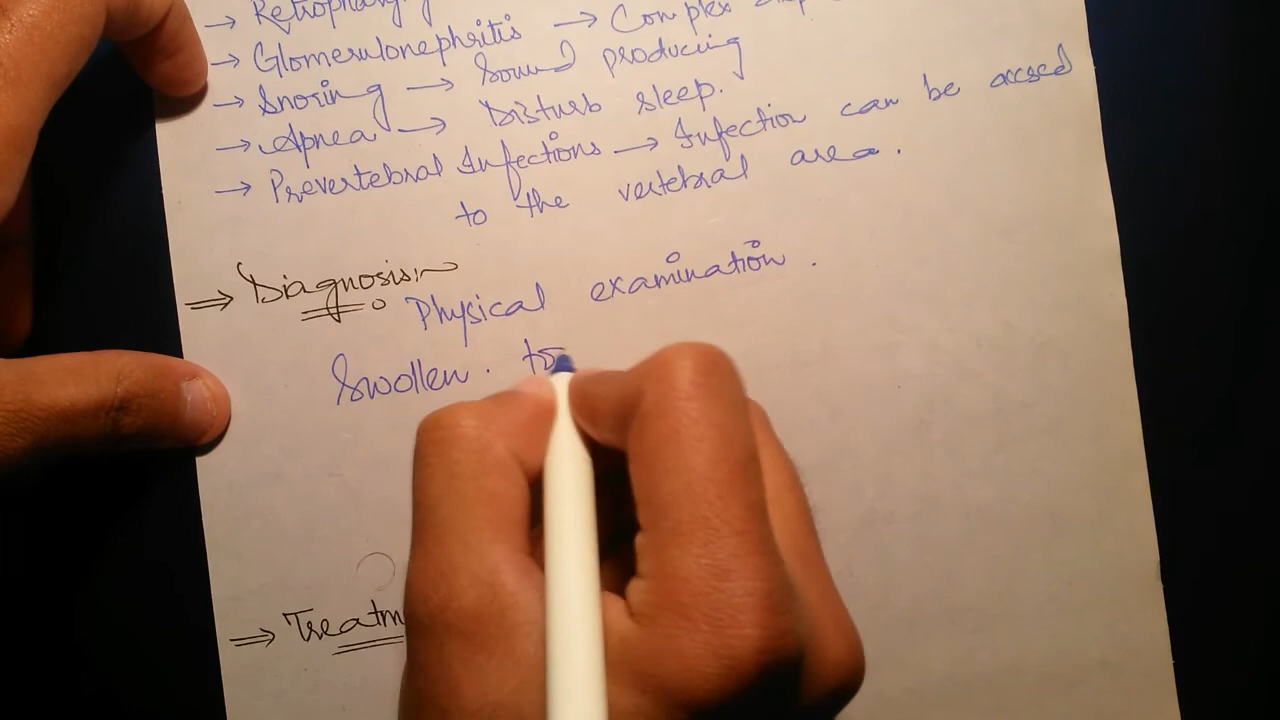 →
→ Glomerulonephritis → Complex
→ Snoring → Sound producing
→ Apnea → Disturb sleep.
→ Prevertebral Infections → Infection can be
to the vertebral area.
⇒ Diagnosis:~
Physical examination.
Swollen. to
⇒ Treatm